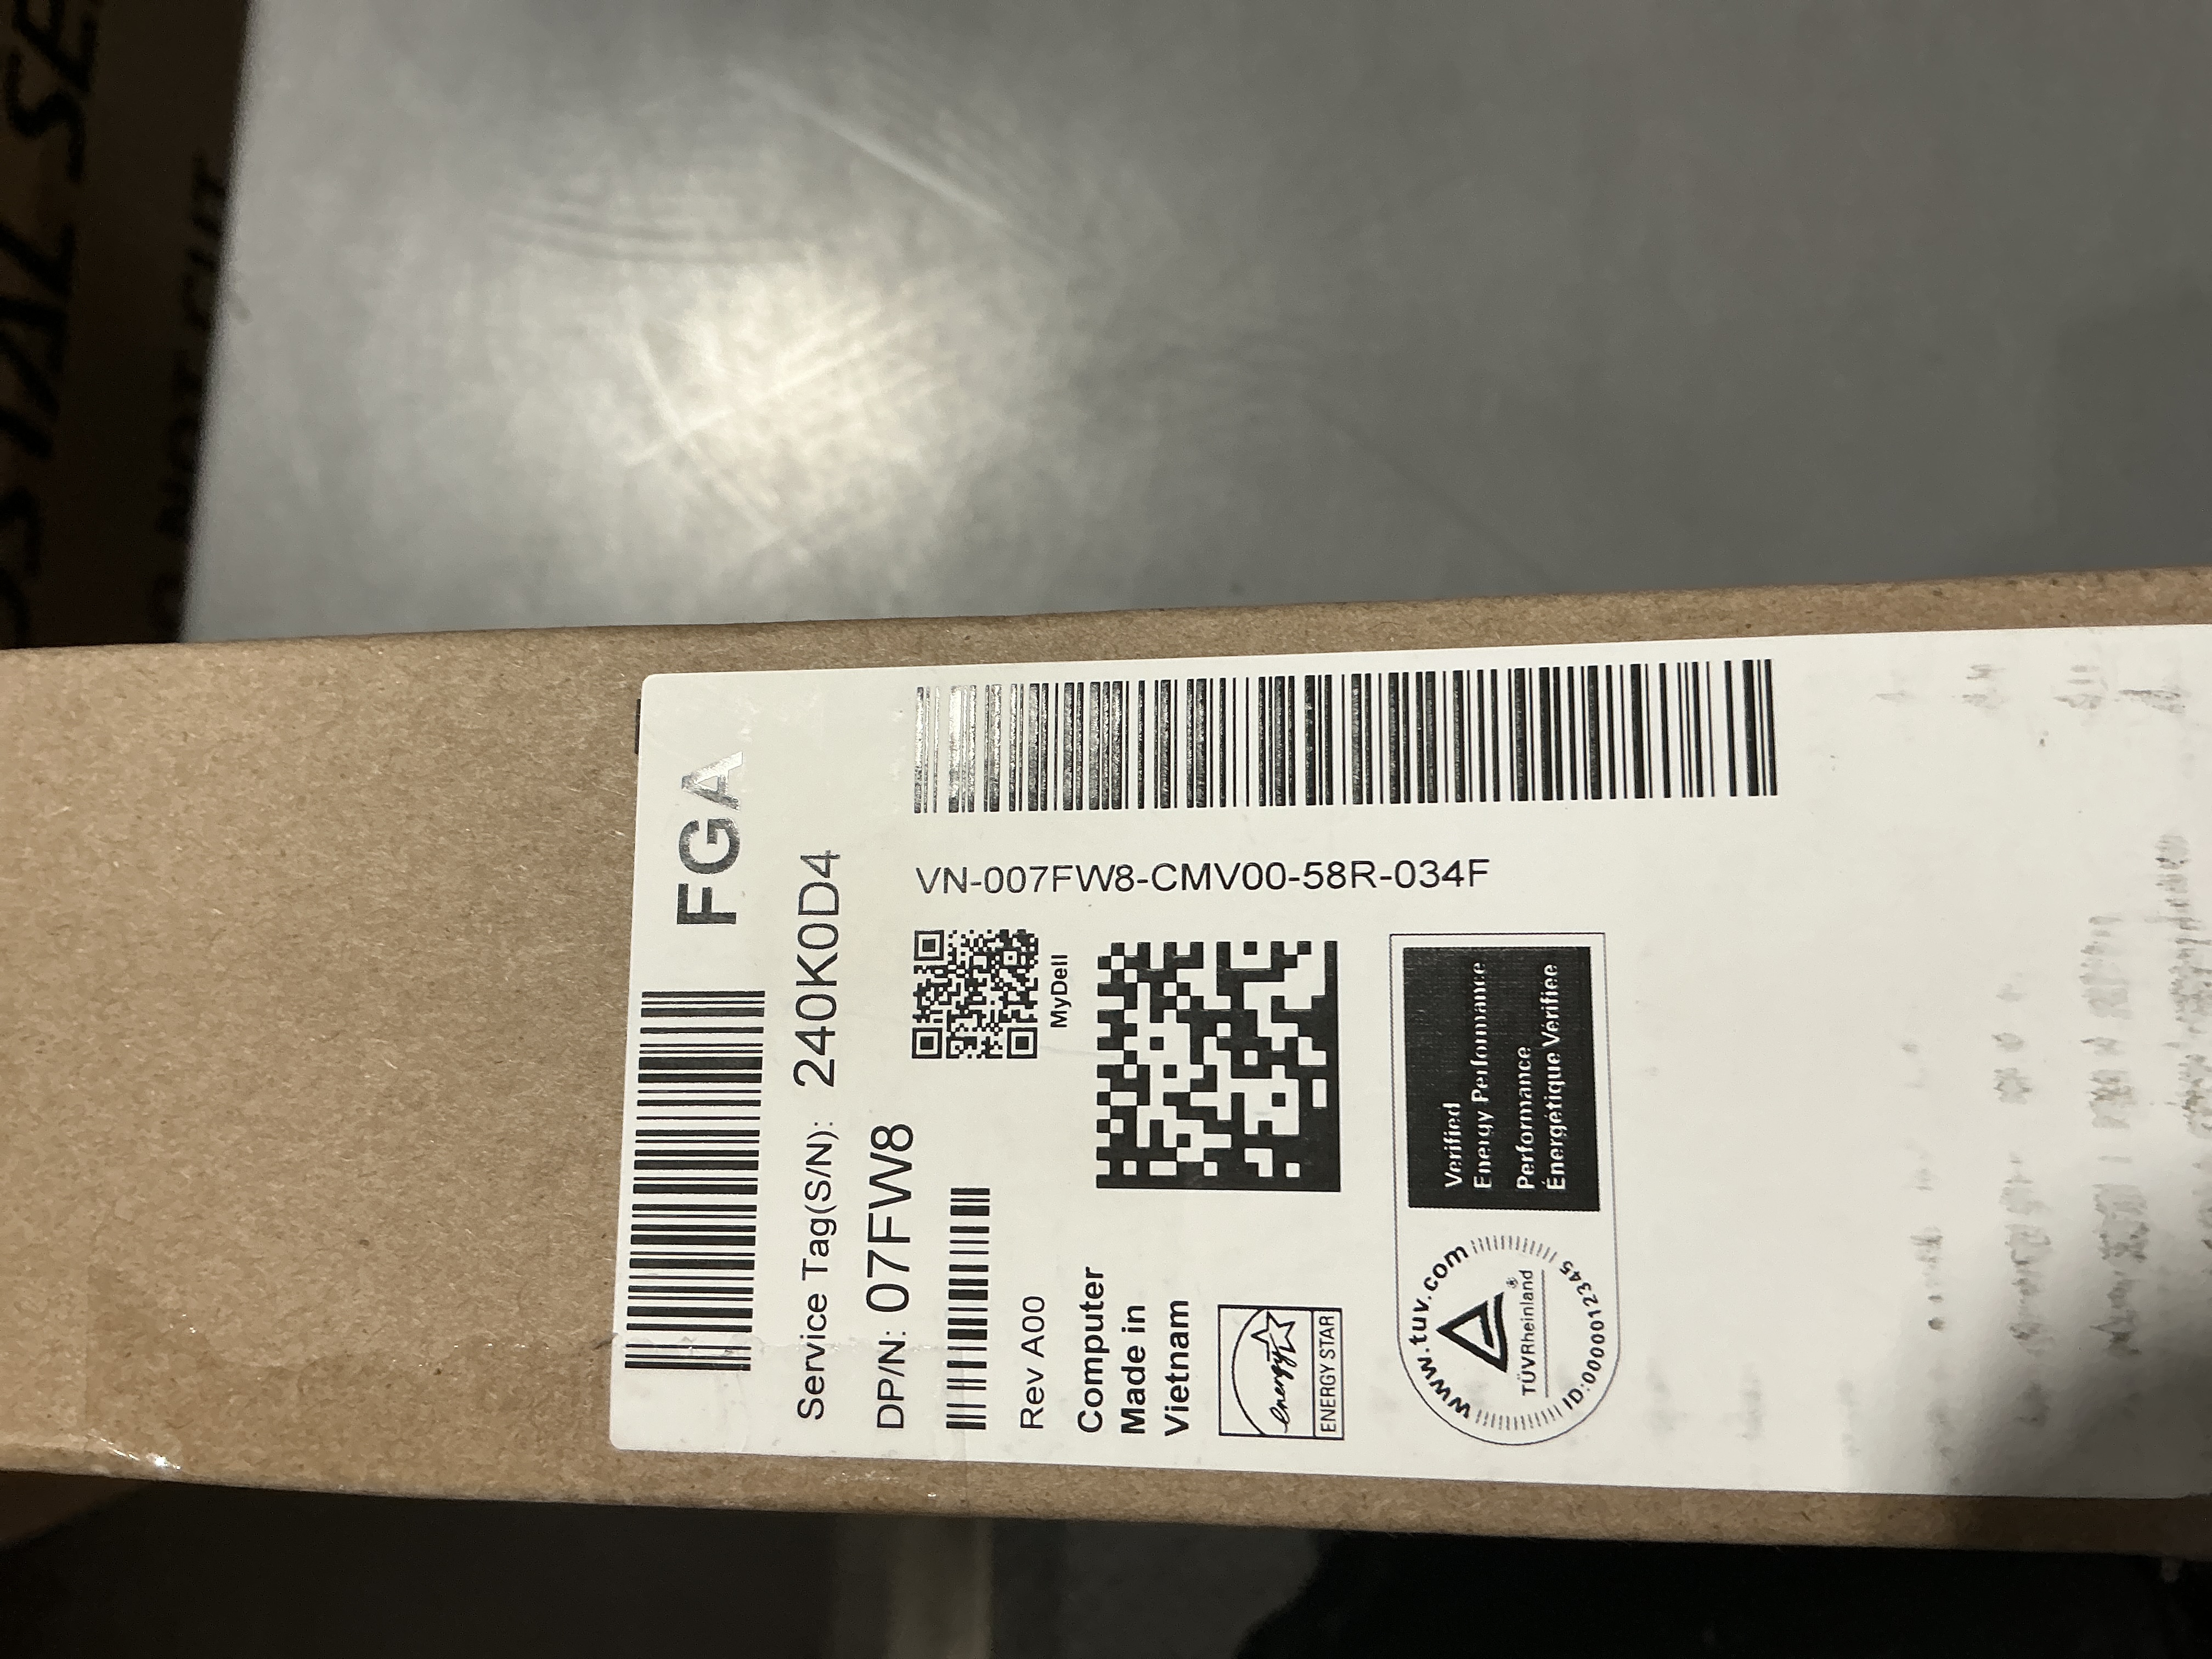 FGA
Service Tag(S/N): 240K0D4
DP/N: 07FW8
MyDell
VN-007FW8-CMV00-58R-034F
Rev A00
Computer
Made in
Vietnam
energy
ENERGY STAR
Verified
Energy Performance
Performance
Énergétique Vérifiée
www.tuv.com
TÜVRheinland
®
ID:0000012345